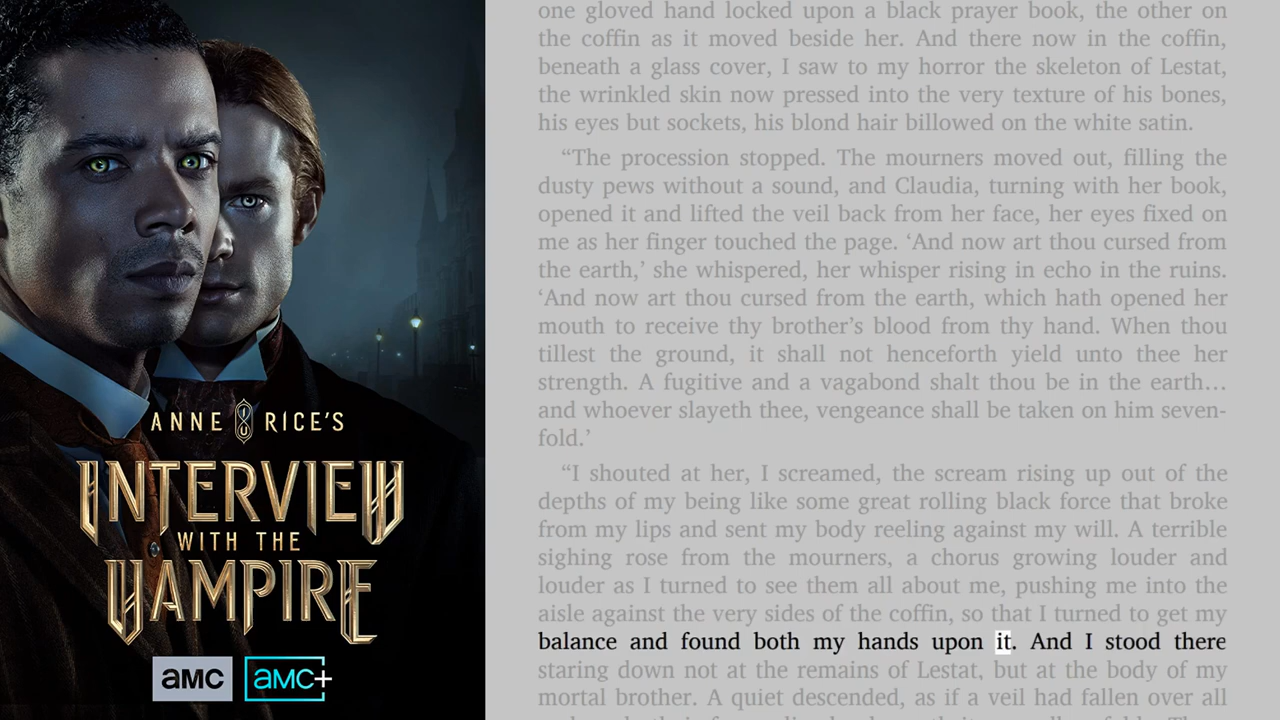 ANNE RICE'S
INTERVIEW
WITH THE
VAMPIRE
aMC
aMC+
one gloved hand locked upon a black prayer book, the other on
the coffin as it moved beside her. And there now in the coffin,
beneath a glass cover, I saw to my horror the skeleton of Lestat,
the wrinkled skin now pressed into the very texture of his bones,
his eyes but sockets, his blond hair billowed on the white satin.
“The procession stopped. The mourners moved out, filling the
dusty pews without a sound, and Claudia, turning with her book,
opened it and lifted the veil back from her face, her eyes fixed on
me as her finger touched the page. ‘And now art thou cursed from
the earth,’ she whispered, her whisper rising in echo in the ruins.
‘And now art thou cursed from the earth, which hath opened her
mouth to receive thy brother’s blood from thy hand. When thou
tillest the ground, it shall not henceforth yield unto thee her
strength. A fugitive and a vagabond shalt thou be in the earth…
and whoever slayeth thee, vengeance shall be taken on him seven-
fold.’
“I shouted at her, I screamed, the scream rising up out of the
depths of my being like some great rolling black force that broke
from my lips and sent my body reeling against my will. A terrible
sighing rose from the mourners, a chorus growing louder and
louder as I turned to see them all about me, pushing me into the
aisle against the very sides of the coffin, so that I turned to get my
balance and found both my hands upon it. And I stood there
staring down not at the remains of Lestat, but at the body of my
mortal brother. A quiet descended, as if a veil had fallen over all